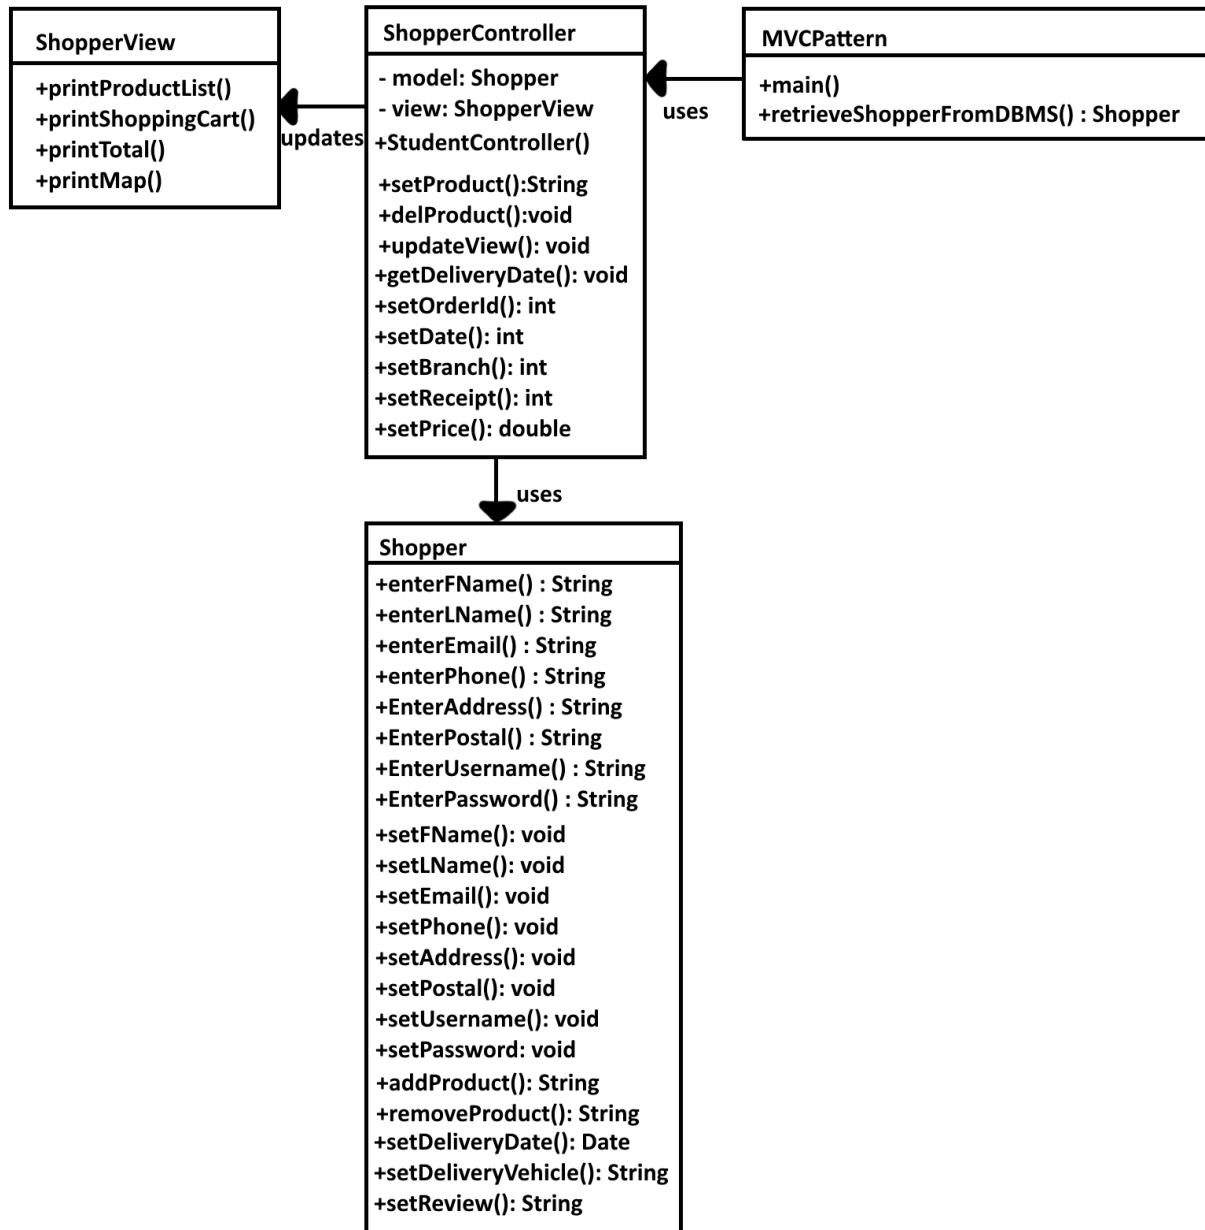 ShopperView
+printProductList()
+printShoppingCart()
+printTotal()
+printMap()
updates
ShopperController
- model: Shopper
- view: ShopperView
+StudentController()
+setProduct():String
+delProduct():void
+updateView(): void
+getDeliveryDate(): void
+setOrderId(): int
+setDate(): int
+setBranch(): int
+setReceipt(): int
+setPrice(): double
uses
MVCPattern
+main()
+retrieveShopperFromDBMS() : Shopper
uses
Shopper
+enterFName() : String
+enterLName() : String
+enterEmail() : String
+enterPhone() : String
+EnterAddress() : String
+EnterPostal() : String
+EnterUsername() : String
+EnterPassword() : String
+setFName(): void
+setLName(): void
+setEmail(): void
+setPhone(): void
+setAddress(): void
+setPostal(): void
+setUsername(): void
+setPassword: void
+addProduct(): String
+removeProduct(): String
+setDeliveryDate(): Date
+setDeliveryVehicle(): String
+setReview(): String